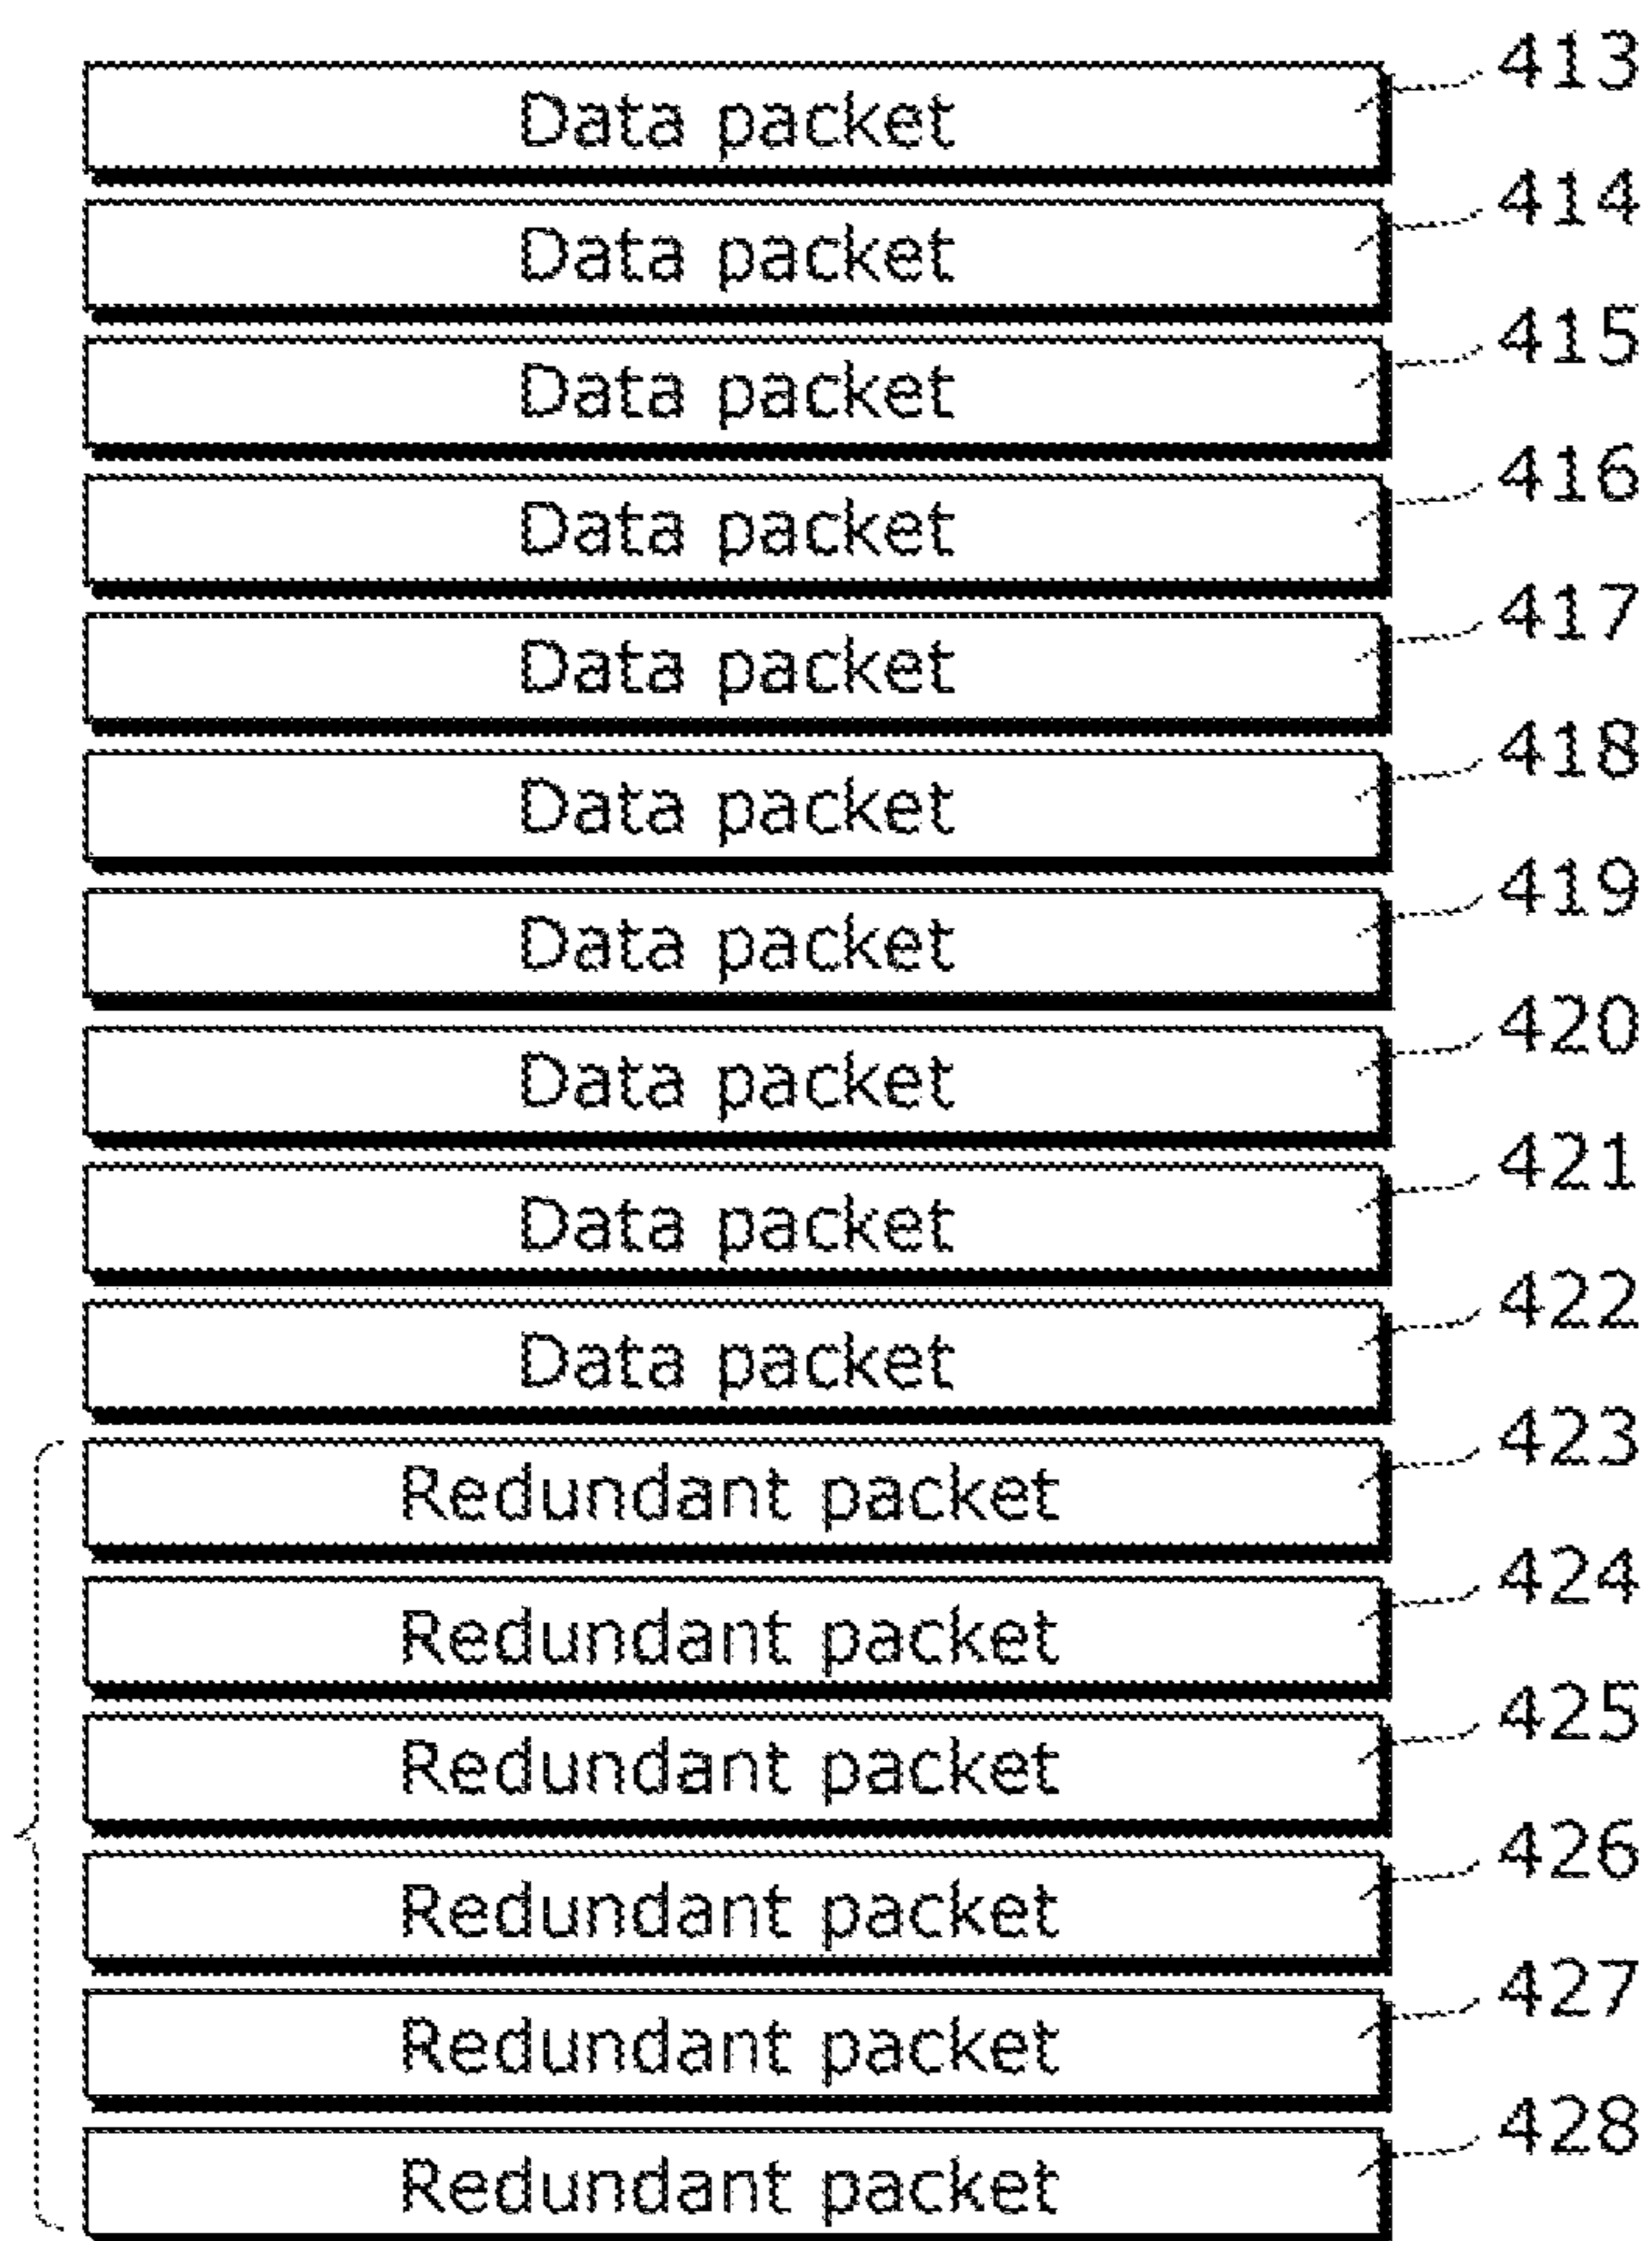 413
Data packet
414
Data packet
415
Data packet
416
Data packet
417
Data packet
418
Data packet
419
Data packet
420
Data packet
421
Data packet
422
Data packet
423
Redundant packet
424
Redundant packet
425
Redundant packet
426
Redundant packet
427
Redundant packet
428
Redundant packet